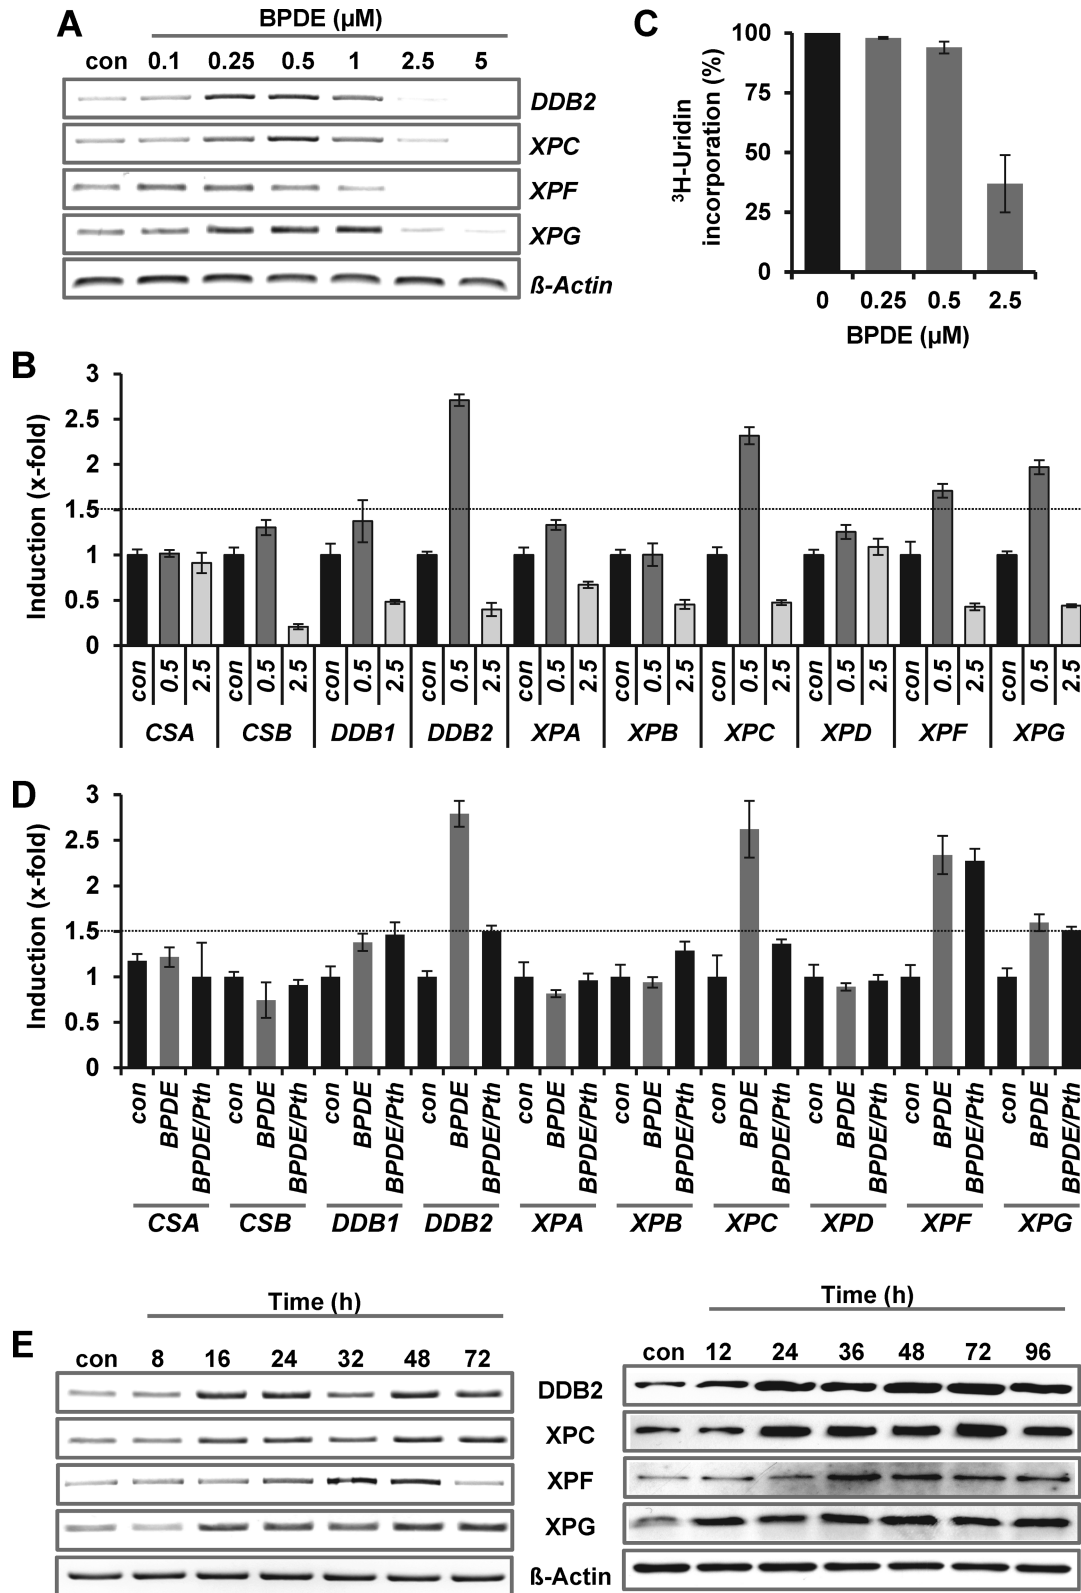 A
BPDE (µM)
con 0.1 0.25 0.5 1 2.5 5
DDB2
XPC
XPF
XPG
ß-Actin
C
³H-Uridin
incorporation (%)
100
75
50
25
0
0 0.25 0.5 2.5
BPDE (µM)
B
Induction (x-fold)
3
2.5
2
1.5
1
0.5
0
con 0.5 2.5 con 0.5 2.5 con 0.5 2.5 con 0.5 2.5 con 0.5 2.5 con 0.5 2.5 con 0.5 2.5 con 0.5 2.5 con 0.5 2.5 con 0.5 2.5
CSA CSB DDB1 DDB2 XPA XPB XPC XPD XPF XPG
D
Induction (x-fold)
3
2.5
2
1.5
1
0.5
0
con BPDE BPDE/Pth con BPDE BPDE/Pth con BPDE BPDE/Pth con BPDE BPDE/Pth con BPDE BPDE/Pth con BPDE BPDE/Pth con BPDE BPDE/Pth con BPDE BPDE/Pth con BPDE BPDE/Pth con BPDE BPDE/Pth
CSA CSB DDB1 DDB2 XPA XPB XPC XPD XPF XPG
E
Time (h)
con 8 16 24 32 48 72
Time (h)
con 12 24 36 48 72 96
DDB2
XPC
XPF
XPG
ß-Actin